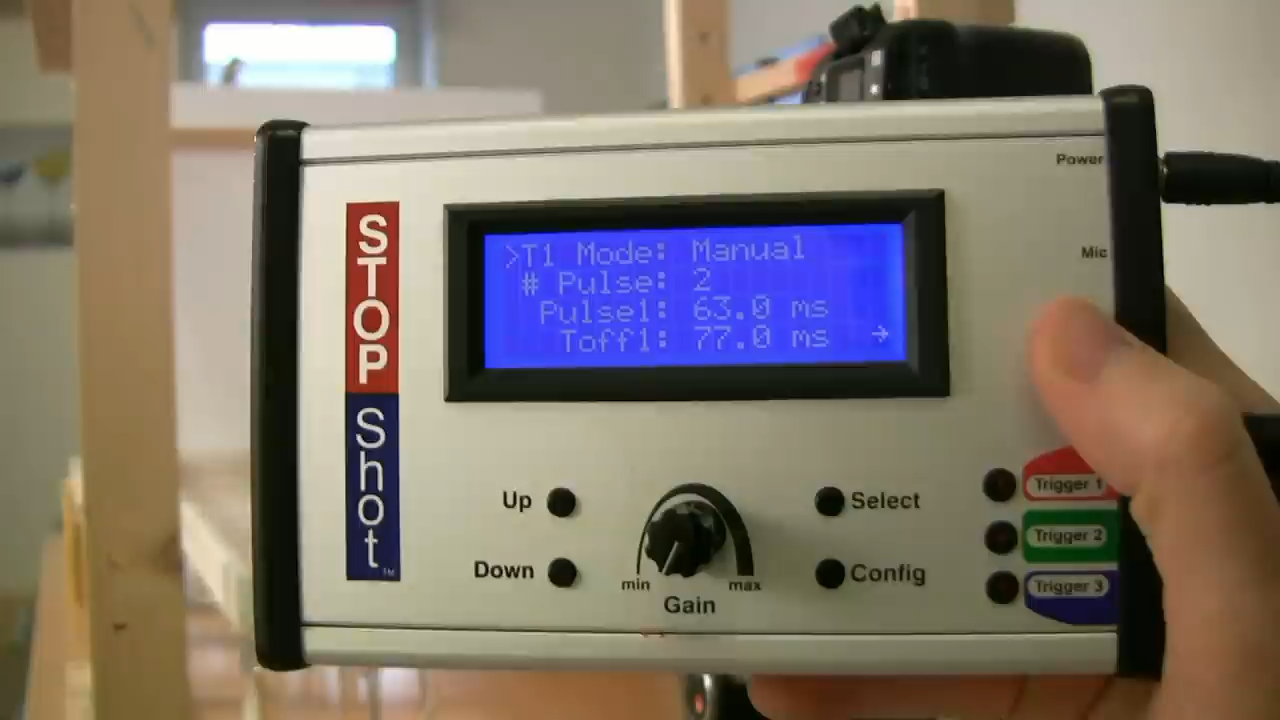 Power
Mic
STOP Shot™
>T1 Mode: Manual
# Pulse: 2
Pulse1: 63.0 ms
Toff1: 77.0 ms →
Up
Down
min
max
Gain
Select
Config
Trigger 1
Trigger 2
Trigger 3